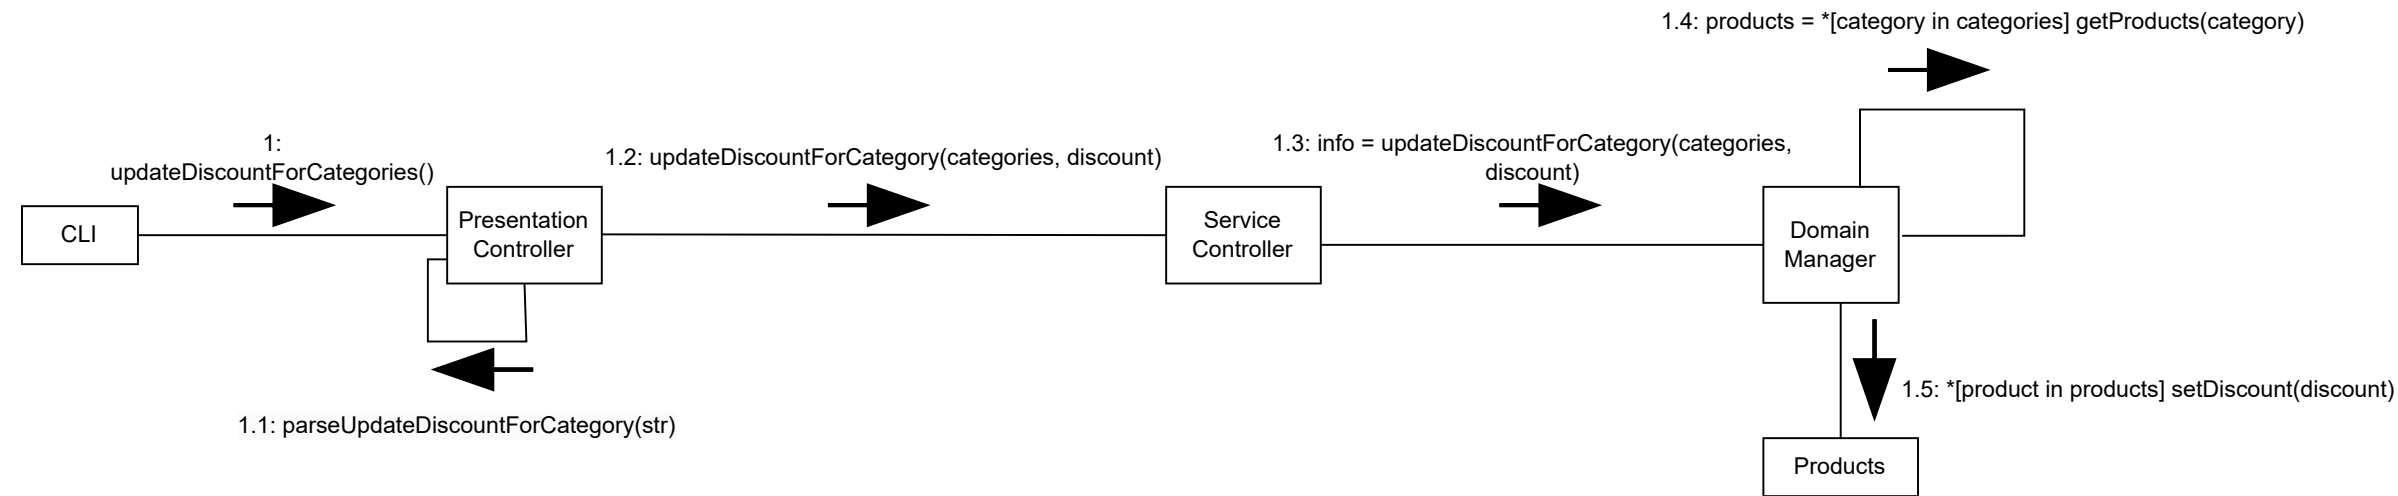 1.4: products = *[category in categories] getProducts(category)
1:
updateDiscountForCategories()
1.2: updateDiscountForCategory(categories, discount)
1.3: info = updateDiscountForCategory(categories,
discount)
CLI
Presentation
Controller
Service
Controller
Domain
Manager
1.1: parseUpdateDiscountForCategory(str)
1.5: *[product in products] setDiscount(discount)
Products